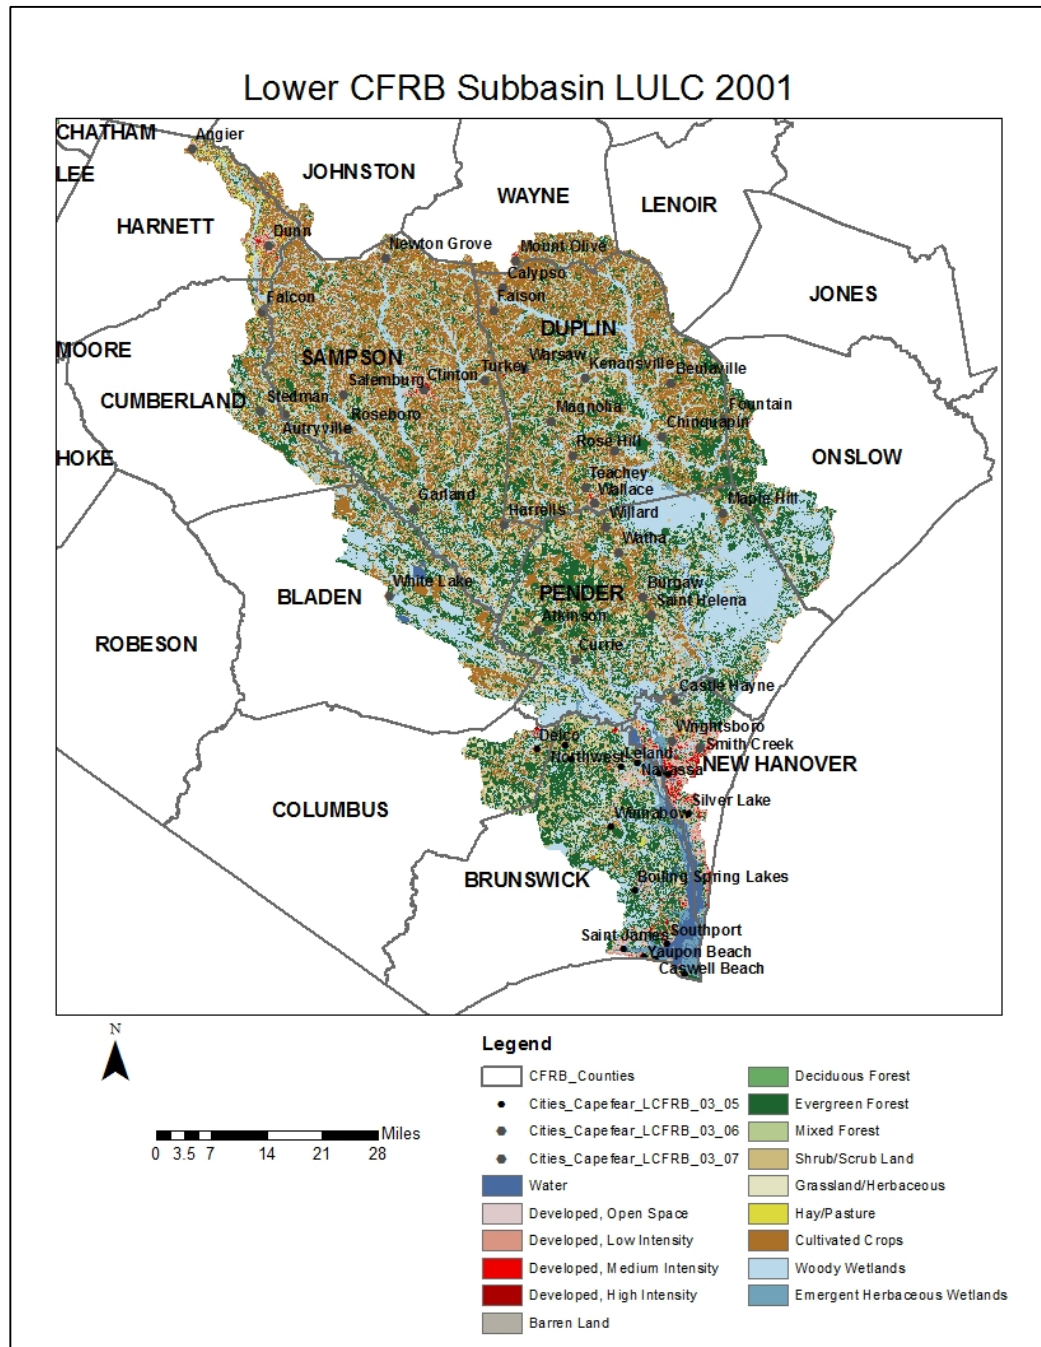 Lower CFRB Subbasin LULC 2001
CHATHAM
Angier
LEE
JOHNSTON
WAYNE
LENOIR
HARNETT
Dunn
Newton Grove
Mount Olive
Calypso
JONES
Falcon
Faison
DUPLIN
MOORE
SAMPSON
Warsaw
Kenansville
Beulaville
Turkey
Clinton
Salemburg
CUMBERLAND
Stedman
Roseboro
Magnolia
Fountain
Autryville
Chinquapin
Rose Hill
HOKE
ONSLOW
Teachey
Wallace
Garland
Maple Hill
Harrells
Willard
Watha
White Lake
Burgaw
BLADEN
PENDER
Saint Helena
Atkinson
ROBESON
Currie
Castle Hayne
Wrightsboro
Delco
Smith Creek
Northwest
Leland
Navassa
NEW HANOVER
COLUMBUS
Silver Lake
Winnabow
BRUNSWICK
Boiling Spring Lakes
Saint James
Southport
Yaupon Beach
Caswell Beach
N
Miles
0 3.5 7 14 21 28
Legend
CFRB_Counties
Cities_Capefear_LCFRB_03_05
Cities_Capefear_LCFRB_03_06
Cities_Capefear_LCFRB_03_07
Water
Developed, Open Space
Developed, Low Intensity
Developed, Medium Intensity
Developed, High Intensity
Barren Land
Deciduous Forest
Evergreen Forest
Mixed Forest
Shrub/Scrub Land
Grassland/Herbaceous
Hay/Pasture
Cultivated Crops
Woody Wetlands
Emergent Herbaceous Wetlands